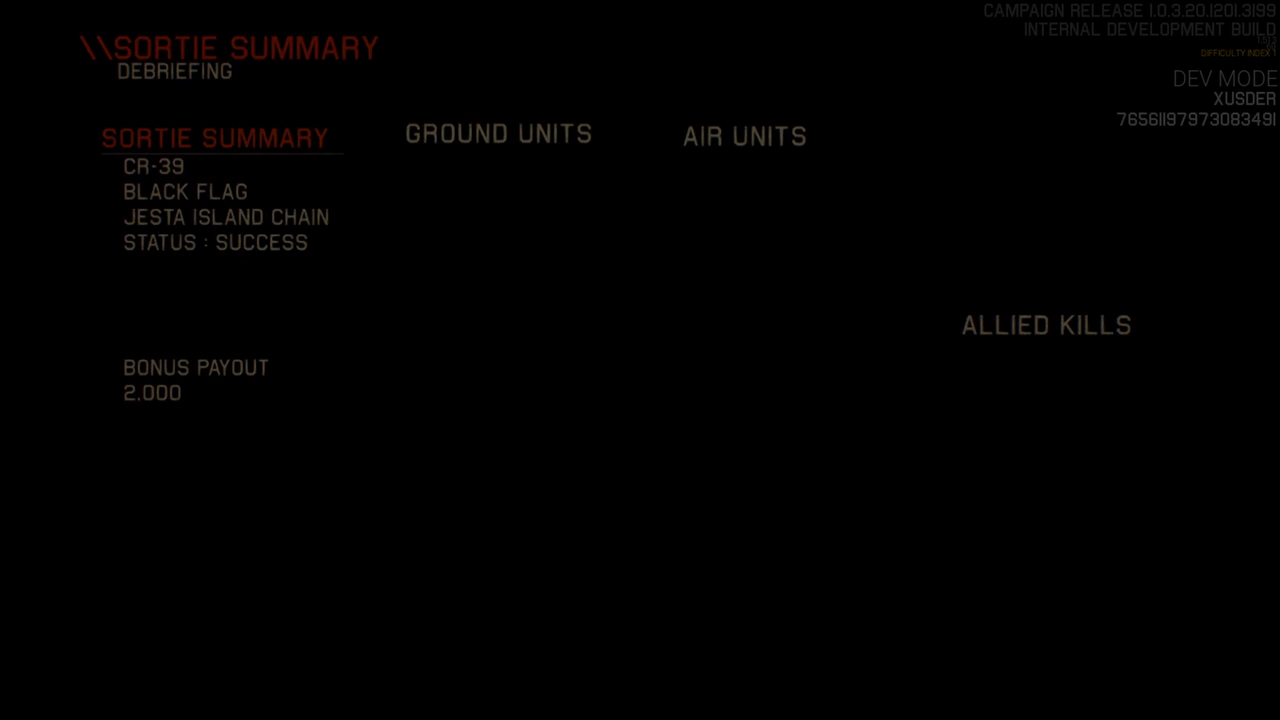 \\SORTIE SUMMARY
DEBRIEFING
CAMPAIGN RELEASE 1.0.3.20.1201.3199
INTERNAL DEVELOPMENT BUILD
DIFFICULTY INDEX 1
DEV MODE
XUSDER
76561197973083491
SORTIE SUMMARY
CR-39
BLACK FLAG
JESTA ISLAND CHAIN
STATUS : SUCCESS
BONUS PAYOUT
2,000
GROUND UNITS
AIR UNITS
ALLIED KILLS